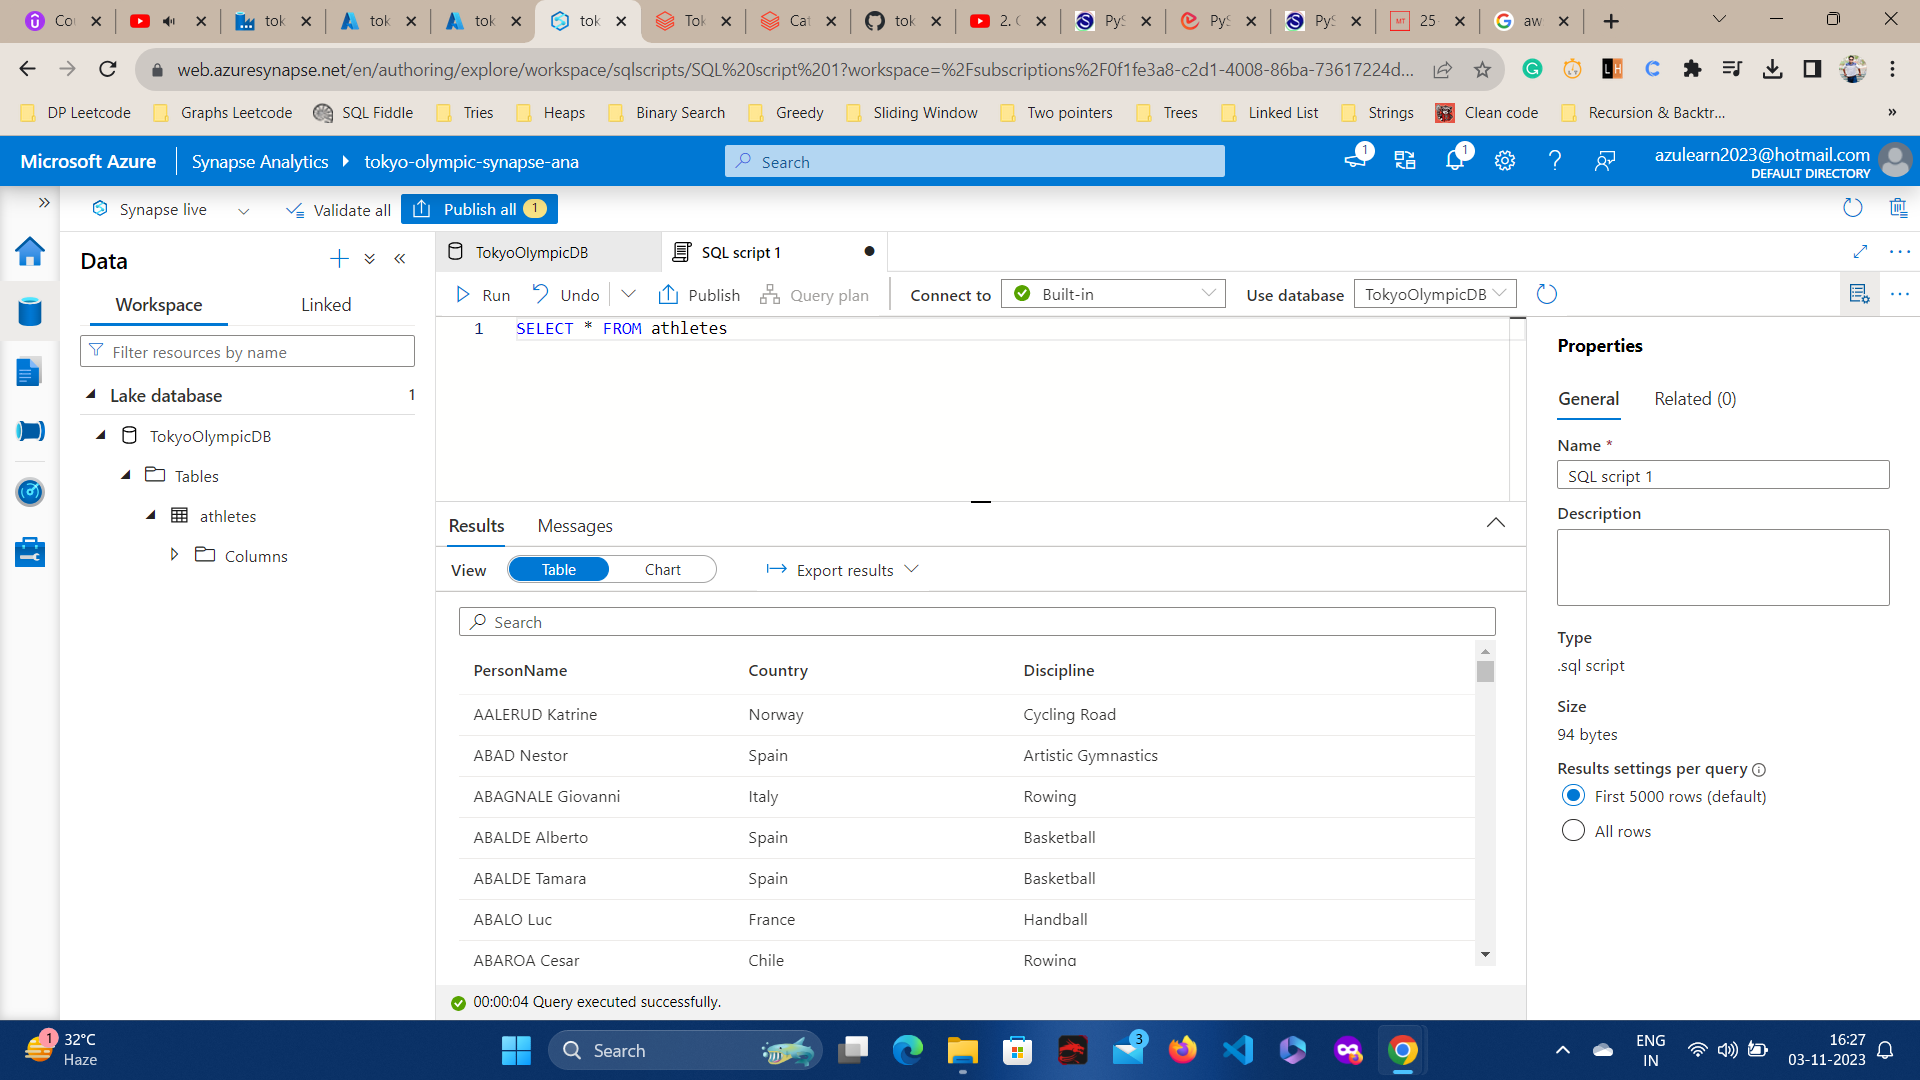 Co
tok
tok
tok
tok
Tok
Cat
tok
2. C
PyS
PyS
PyS
MT
25-
aw
web.azuresynapse.net/en/authoring/explore/workspace/sqlscripts/SQL%20script%201?workspace=%2Fsubscriptions%2F0f1fe3a8-c2d1-4008-86ba-73617224d...
DP Leetcode
Graphs Leetcode
SQL Fiddle
Tries
Heaps
Binary Search
Greedy
Sliding Window
Two pointers
Trees
Linked List
Strings
Clean code
Recursion & Backtr...
»
Microsoft Azure
Synapse Analytics
tokyo-olympic-synapse-ana
Search
1
1
azulearn2023@hotmail.com
DEFAULT DIRECTORY
Synapse live
Validate all
Publish all 1
Data
Workspace
Linked
Filter resources by name
Lake database 1
TokyoOlympicDB
Tables
athletes
Columns
TokyoOlympicDB
SQL script 1
Run
Undo
Publish
Query plan
Connect to
Built-in
Use database
TokyoOlympicDB
1 SELECT * FROM athletes
Results
Messages
View
Table
Chart
Export results
Search
PersonName Country Discipline
AALERUD Katrine Norway Cycling Road
ABAD Nestor Spain Artistic Gymnastics
ABAGNALE Giovanni Italy Rowing
ABALDE Alberto Spain Basketball
ABALDE Tamara Spain Basketball
ABALO Luc France Handball
ABAROA Cesar Chile Rowing
00:00:04 Query executed successfully.
Properties
General
Related (0)
Name *
SQL script 1
Description
Type
.sql script
Size
94 bytes
Results settings per query
First 5000 rows (default)
All rows
1
32°C
Haze
Search
3
ENG
IN
16:27
03-11-2023